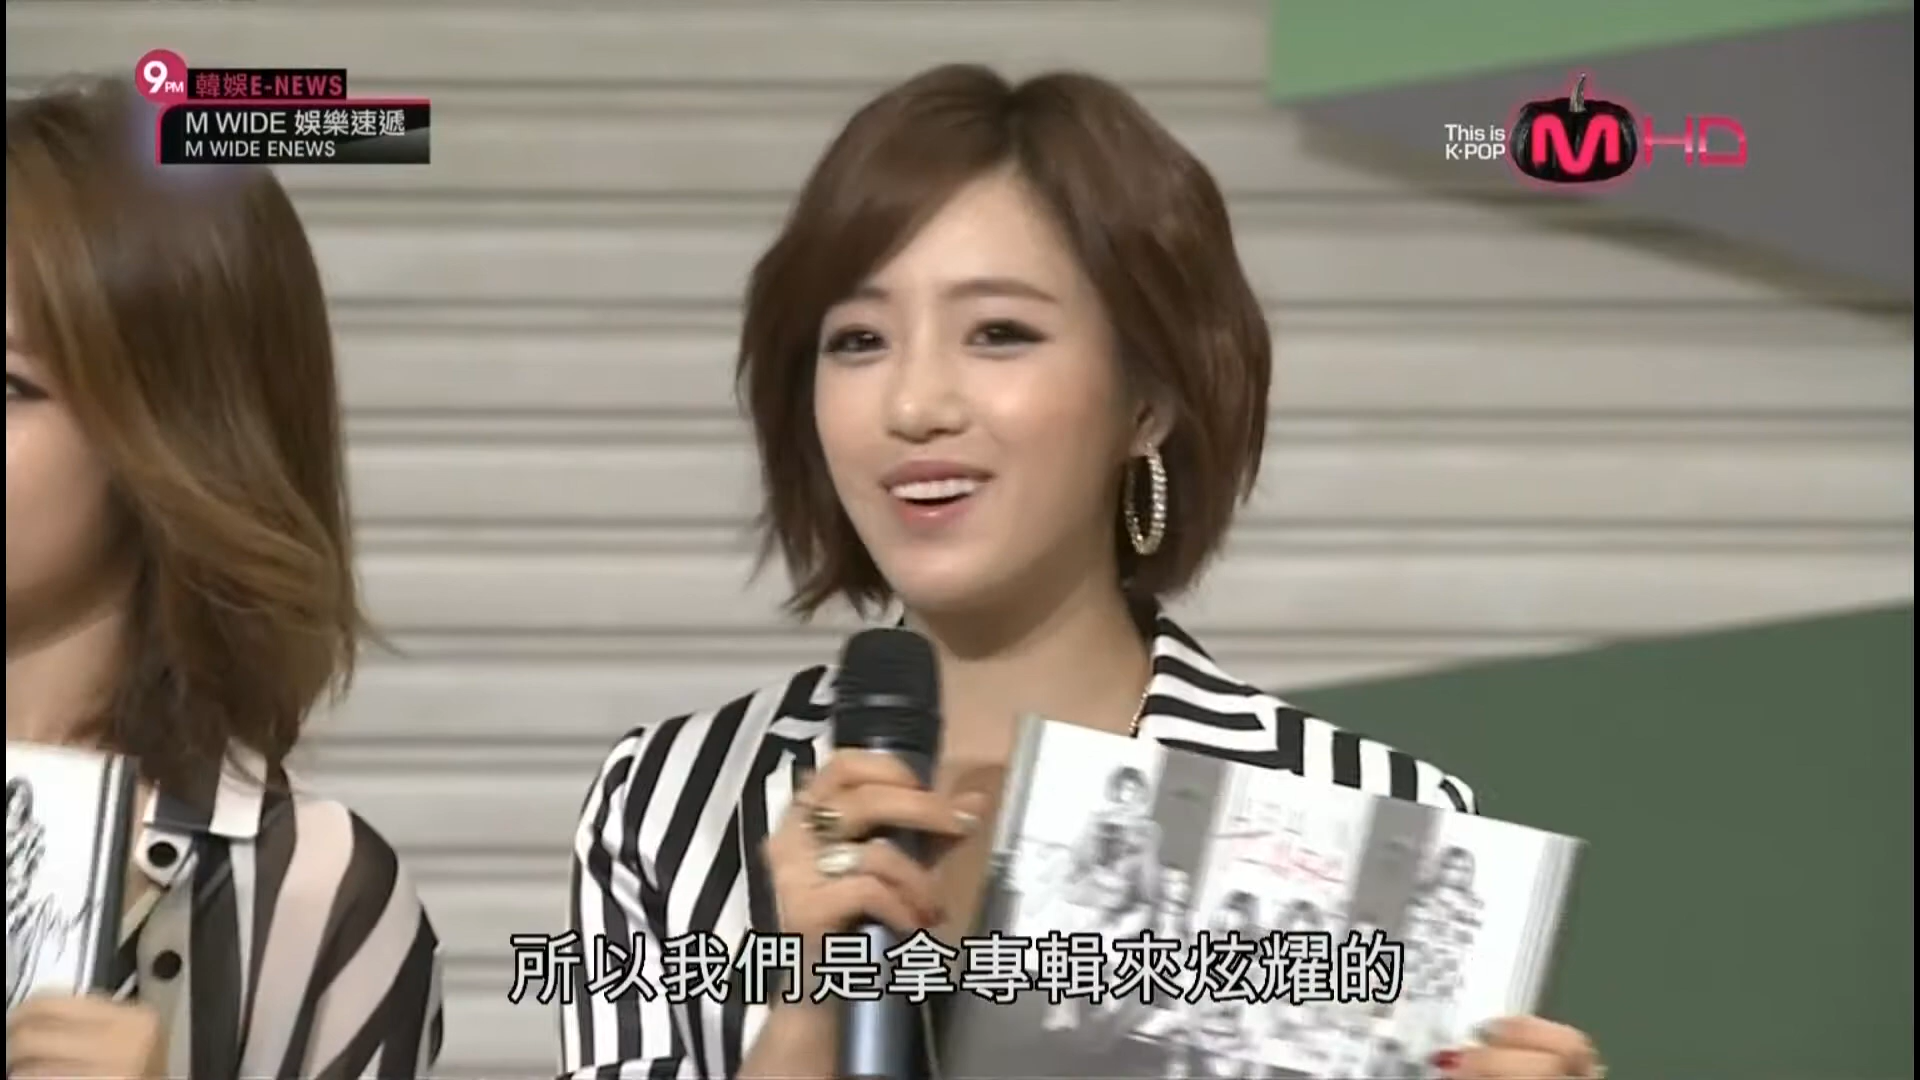 9PM 韓娛E-NEWS
M WIDE 娛樂速遞
M WIDE ENEWS
This is
K·POP
M HD
所以我們是拿專輯來炫耀的